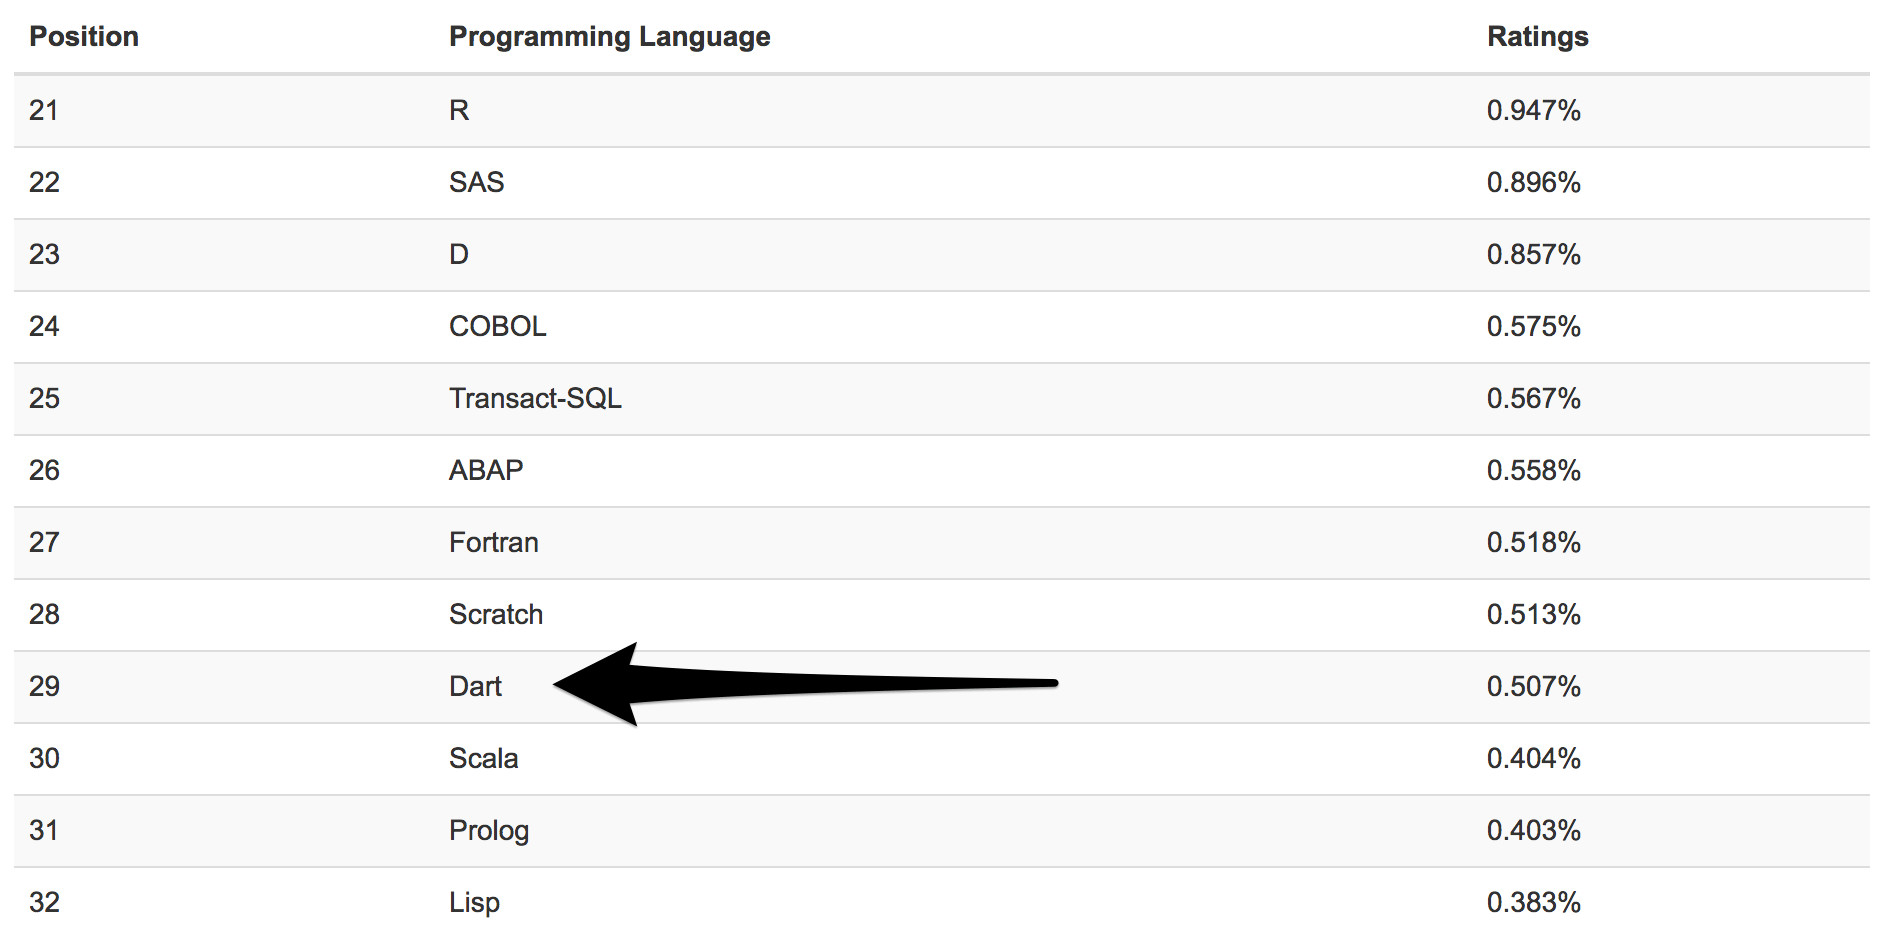 Position Programming Language Ratings
21 R 0.947%
22 SAS 0.896%
23 D 0.857%
24 COBOL 0.575%
25 Transact-SQL 0.567%
26 ABAP 0.558%
27 Fortran 0.518%
28 Scratch 0.513%
29 Dart 0.507%
30 Scala 0.404%
31 Prolog 0.403%
32 Lisp 0.383%